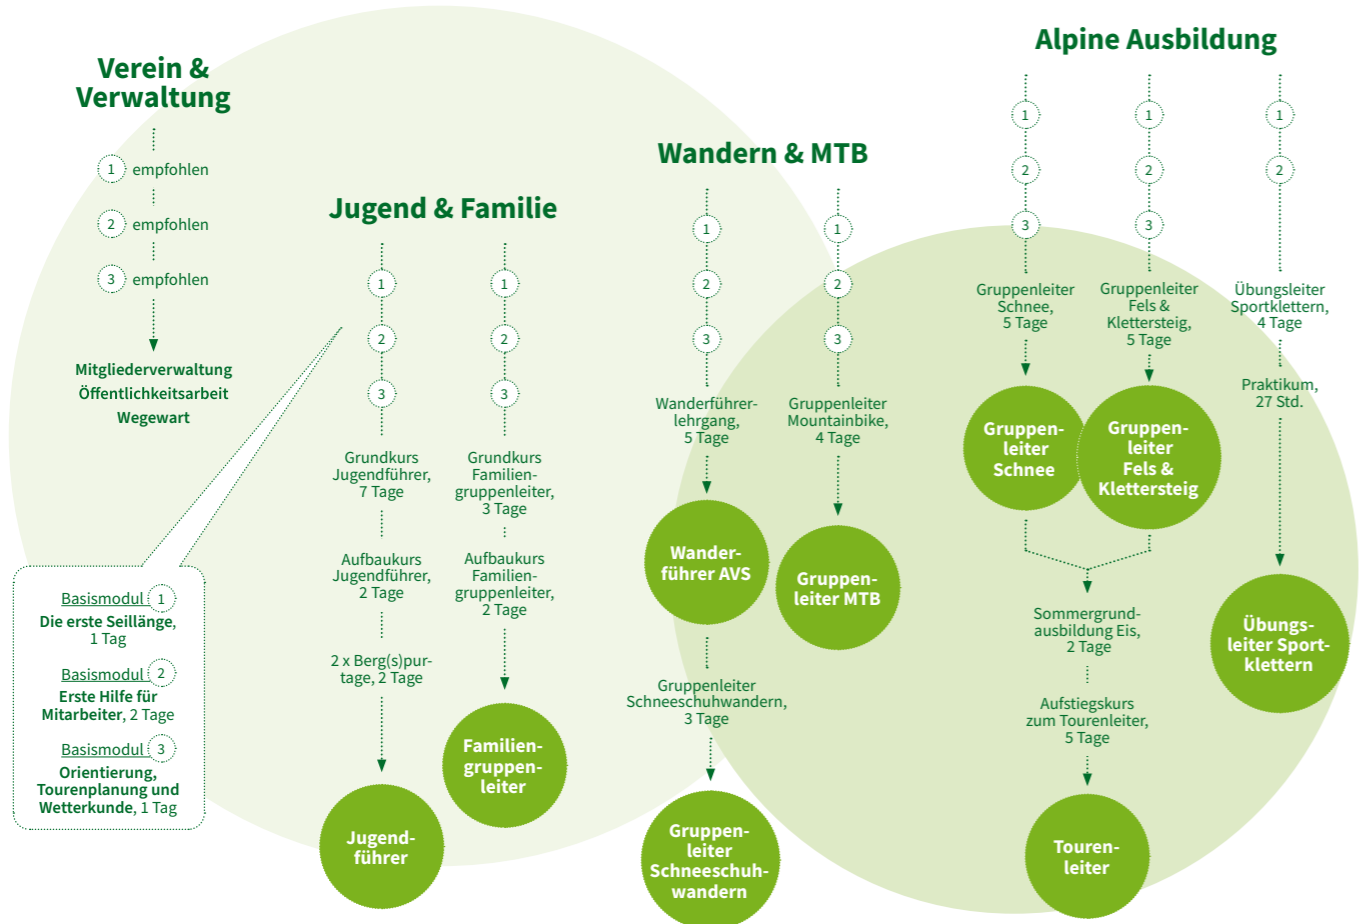 Verein &
Verwaltung
1 empfohlen
2 empfohlen
3 empfohlen
Mitgliederverwaltung
Öffentlichkeitsarbeit
Wegewart
Basismodul 1
Die erste Seillänge,
1 Tag
Basismodul 2
Erste Hilfe für
Mitarbeiter, 2 Tage
Basismodul 3
Orientierung,
Tourenplanung und
Wetterkunde, 1 Tag
Jugend & Familie
1
2
3
Grundkurs
Jugendführer,
7 Tage
Aufbaukurs
Jugendführer,
2 Tage
2 x Berg(s)pur-
tage, 2 Tage
Jugend-
führer
1
2
3
Grundkurs
Familien-
gruppenleiter,
3 Tage
Aufbaukurs
Familien-
gruppenleiter,
2 Tage
Familien-
gruppen-
leiter
Wandern & MTB
1
2
3
Wanderführer-
lehrgang,
5 Tage
Wander-
führer AVS
Gruppenleiter
Schneeschuhwandern,
3 Tage
Gruppen-
leiter
Schneeschuh-
wandern
1
2
3
Gruppenleiter
Mountainbike,
4 Tage
Gruppen-
leiter MTB
Alpine Ausbildung
1
2
3
Gruppenleiter
Schnee,
5 Tage
Gruppen-
leiter
Schnee
1
2
3
Gruppenleiter
Fels &
Klettersteig,
5 Tage
Gruppen-
leiter
Fels &
Klettersteig
Sommergrund-
ausbildung Eis,
2 Tage
Aufstiegskurs
zum Tourenleiter,
5 Tage
Touren-
leiter
1
2
Übungsleiter
Sportklettern,
4 Tage
Praktikum,
27 Std.
Übungs-
leiter Sport-
klettern